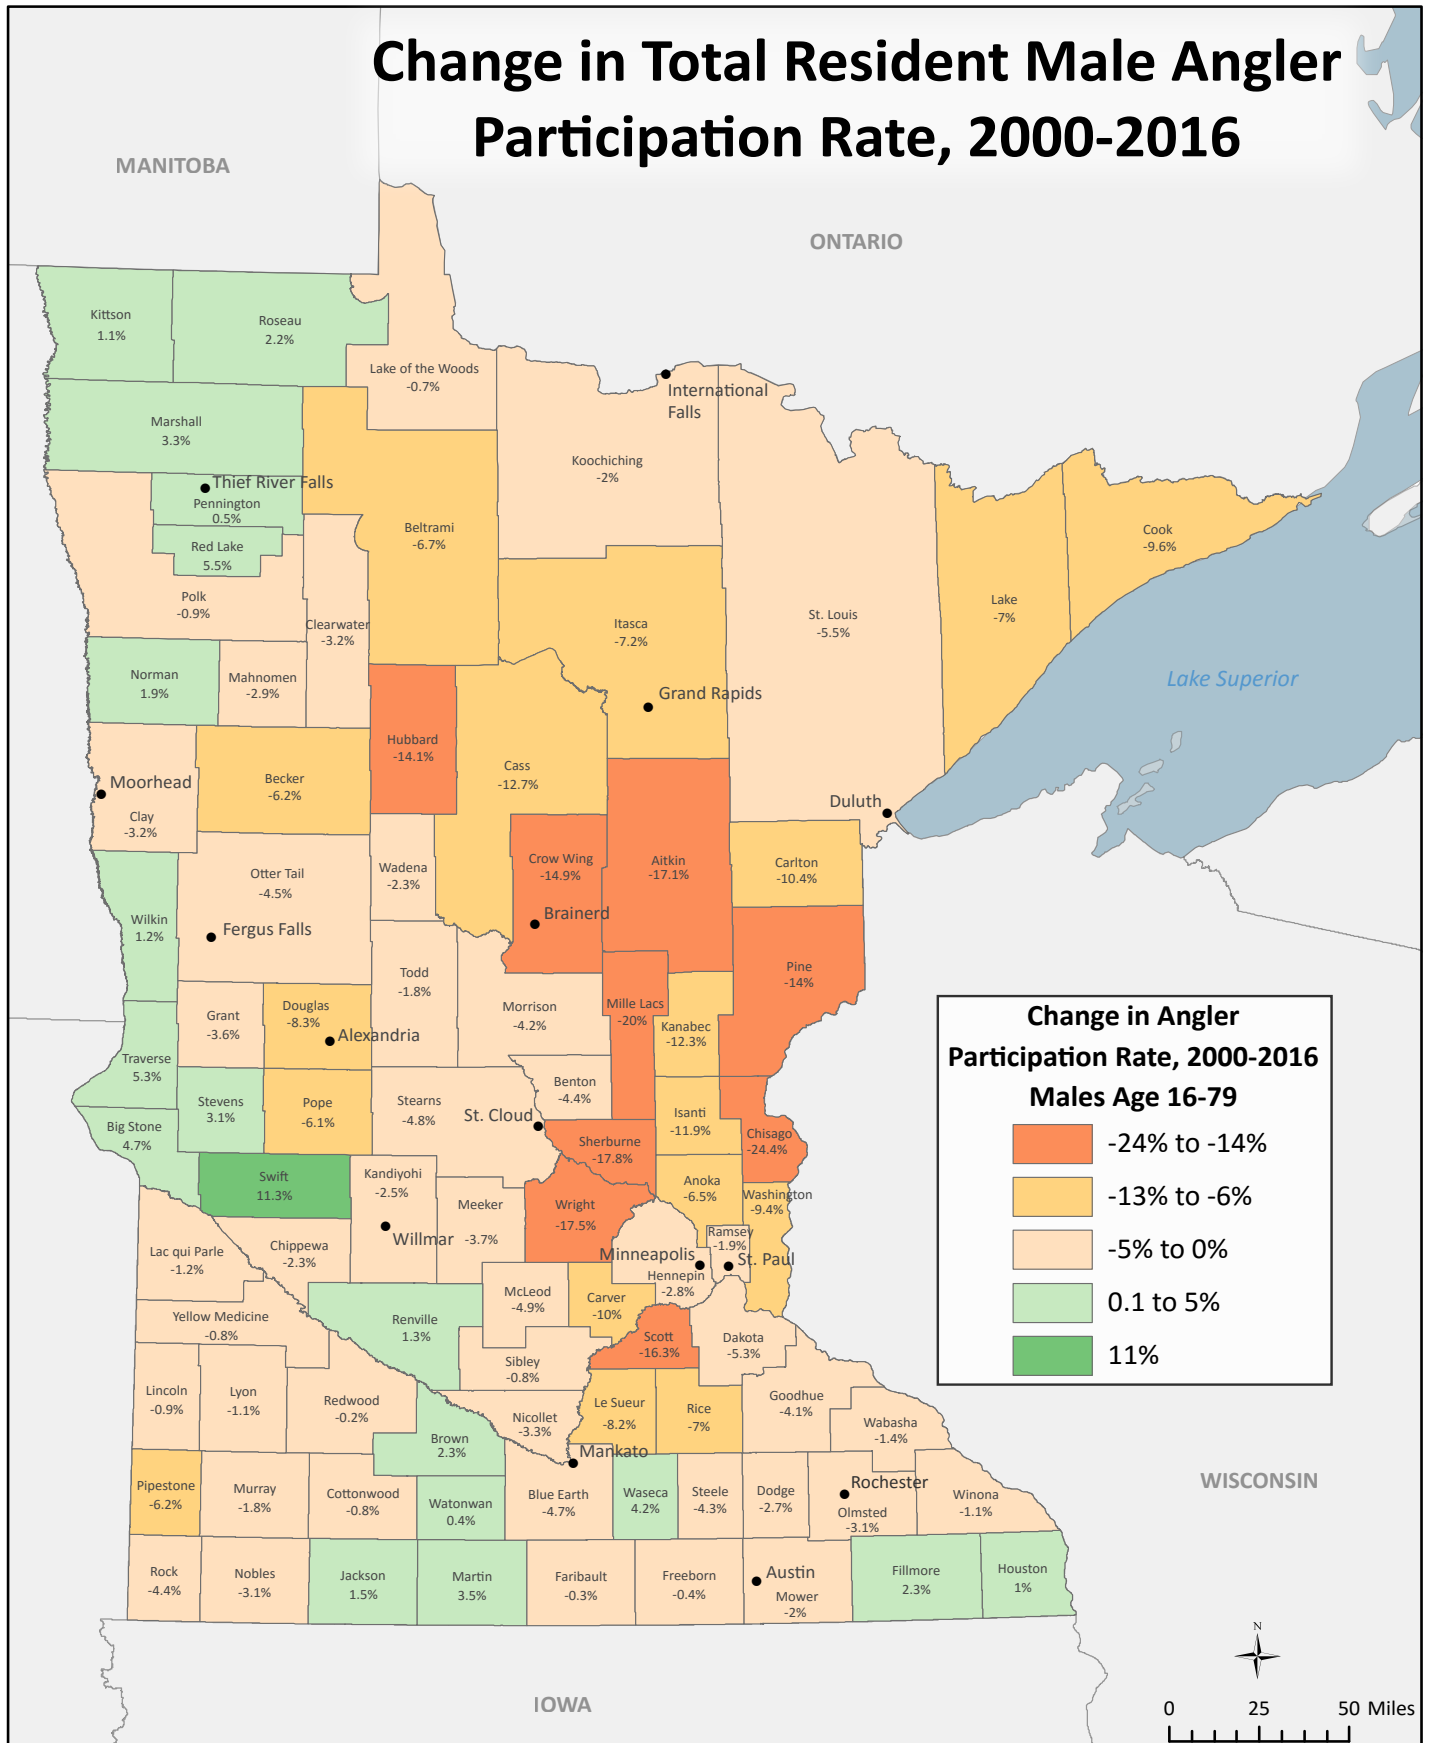 Change in Total Resident Male Angler
Participation Rate, 2000-2016
MANITOBA
ONTARIO
Kittson
1.1%
Roseau
2.2%
Lake of the Woods
-0.7%
International
Falls
Marshall
3.3%
Koochiching
-2%
Thief River Falls
Pennington
0.5%
Red Lake
5.5%
Beltrami
-6.7%
Cook
-9.6%
Polk
-0.9%
Clearwater
-3.2%
Itasca
-7.2%
St. Louis
-5.5%
Lake
-7%
Norman
1.9%
Mahnomen
-2.9%
Grand Rapids
Lake Superior
Hubbard
-14.1%
Cass
-12.7%
Becker
-6.2%
Moorhead
Clay
-3.2%
Duluth
Otter Tail
-4.5%
Wadena
-2.3%
Crow Wing
-14.9%
Aitkin
-17.1%
Carlton
-10.4%
Wilkin
1.2%
Fergus Falls
Brainerd
Todd
-1.8%
Pine
-14%
Grant
-3.6%
Douglas
-8.3%
Alexandria
Morrison
-4.2%
Mille Lacs
-20%
Kanabec
-12.3%
Traverse
5.3%
Stevens
3.1%
Pope
-6.1%
Stearns
-4.8%
Benton
-4.4%
St. Cloud
Isanti
-11.9%
Big Stone
4.7%
Sherburne
-17.8%
Chisago
-24.4%
Swift
11.3%
Kandiyohi
-2.5%
Anoka
-6.5%
Washington
-9.4%
Meeker
-3.7%
Wright
-17.5%
Willmar
Ramsey
-1.9%
Lac qui Parle
-1.2%
Chippewa
-2.3%
Minneapolis
St. Paul
Hennepin
-2.8%
McLeod
-4.9%
Carver
-10%
Yellow Medicine
-0.8%
Renville
1.3%
Scott
-16.3%
Dakota
-5.3%
Sibley
-0.8%
Lincoln
-0.9%
Lyon
-1.1%
Redwood
-0.2%
Nicollet
-3.3%
Le Sueur
-8.2%
Rice
-7%
Goodhue
-4.1%
Wabasha
-1.4%
Brown
2.3%
Mankato
Pipestone
-6.2%
Murray
-1.8%
Cottonwood
-0.8%
Watonwan
0.4%
Blue Earth
-4.7%
Waseca
4.2%
Steele
-4.3%
Dodge
-2.7%
Rochester
Olmsted
-3.1%
Winona
-1.1%
Rock
-4.4%
Nobles
-3.1%
Jackson
1.5%
Martin
3.5%
Faribault
-0.3%
Freeborn
-0.4%
Austin
Mower
-2%
Fillmore
2.3%
Houston
1%
Change in Angler
Participation Rate, 2000-2016
Males Age 16-79
-24% to -14%
-13% to -6%
-5% to 0%
0.1 to 5%
11%
WISCONSIN
IOWA
N
0 25 50 Miles